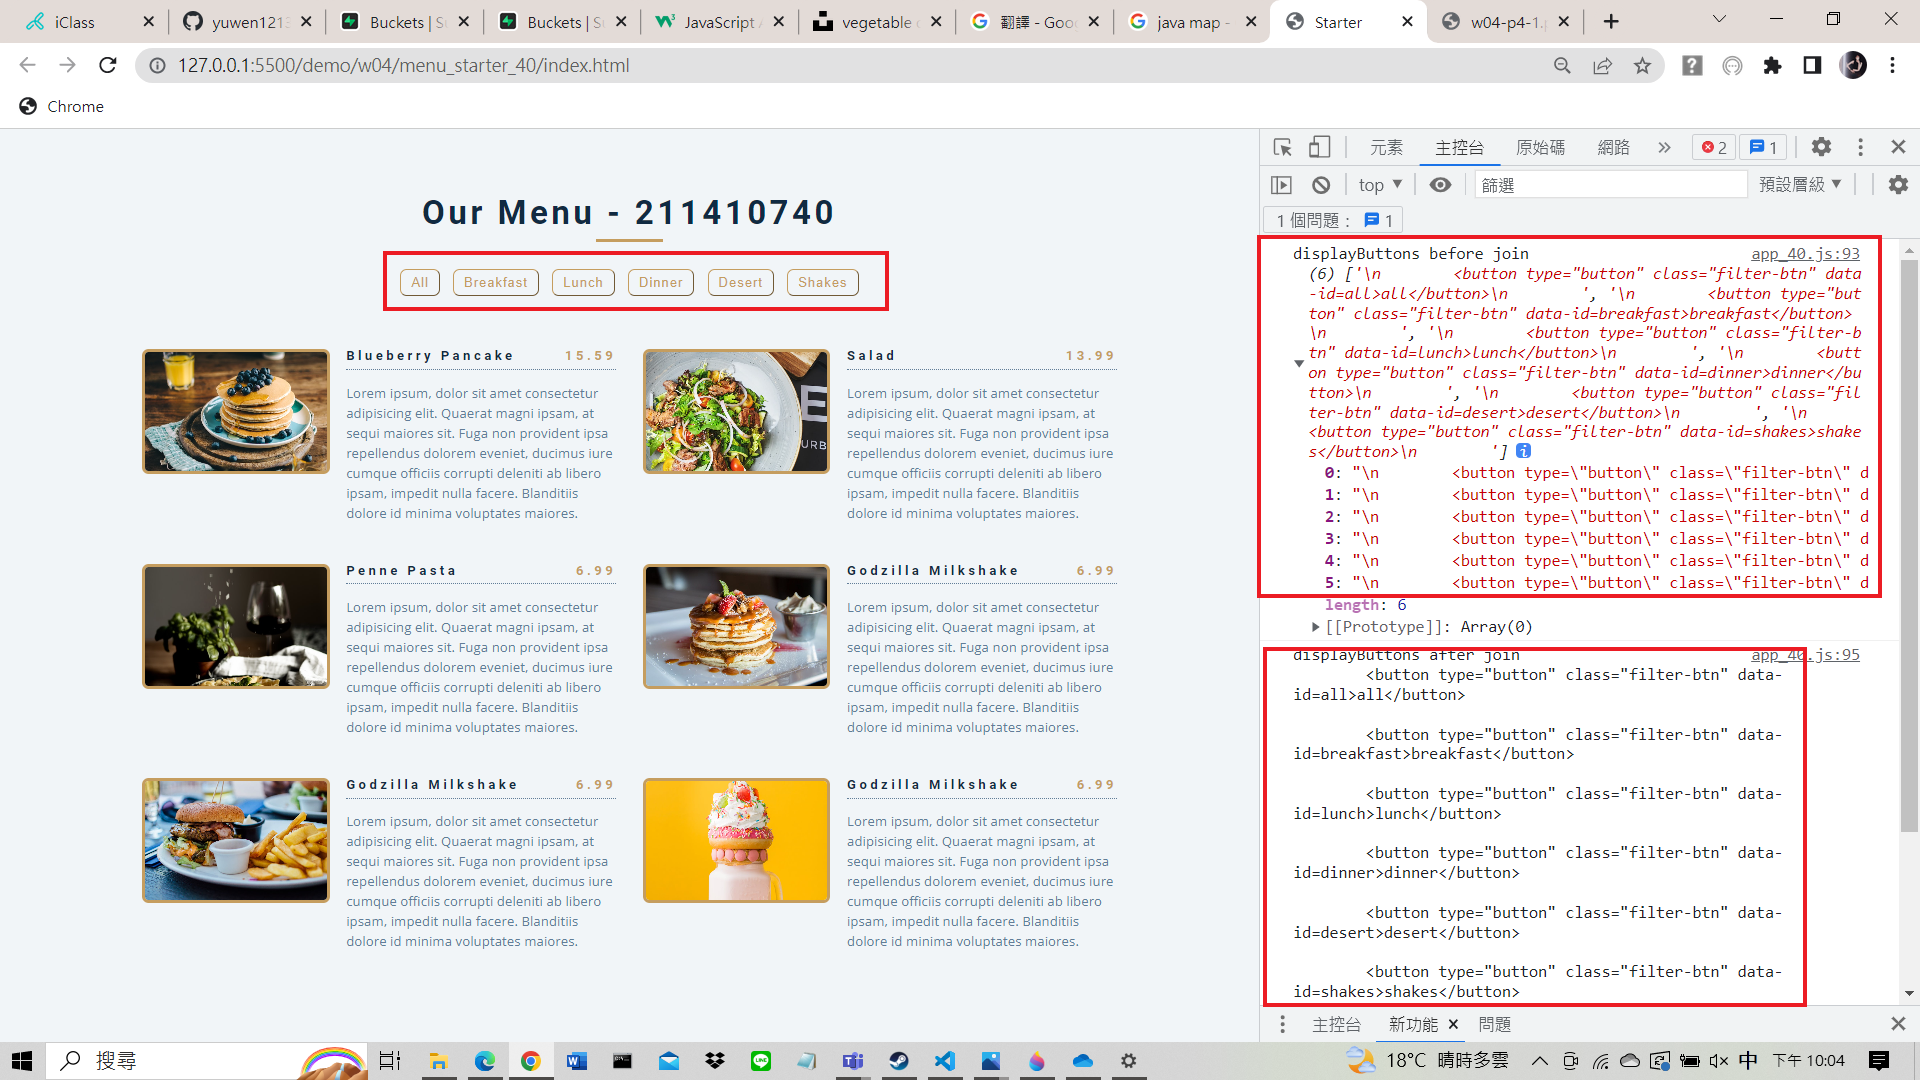 iClass
yuwen121
Buckets | Su
Buckets | Su
JavaScript A
vegetable
翻譯 - Goo
java map -
Starter
w04-p4-1.p
127.0.0.1:5500/demo/w04/menu_starter_40/index.html
Chrome
Our Menu - 211410740
All
Breakfast
Lunch
Dinner
Desert
Shakes
Blueberry Pancake 15.59
Lorem ipsum, dolor sit amet consectetur
adipisicing elit. Quaerat magni ipsam, at
sequi maiores sit. Fuga non provident ipsa
repellendus dolorem eveniet, ducimus iure
cumque officiis corrupti deleniti ab libero
ipsam, impedit nulla facere. Blanditiis
dolore id minima voluptates maiores.
Salad 13.99
Lorem ipsum, dolor sit amet consectetur
adipisicing elit. Quaerat magni ipsam, at
sequi maiores sit. Fuga non provident ipsa
repellendus dolorem eveniet, ducimus iure
cumque officiis corrupti deleniti ab libero
ipsam, impedit nulla facere. Blanditiis
dolore id minima voluptates maiores.
Penne Pasta 6.99
Lorem ipsum, dolor sit amet consectetur
adipisicing elit. Quaerat magni ipsam, at
sequi maiores sit. Fuga non provident ipsa
repellendus dolorem eveniet, ducimus iure
cumque officiis corrupti deleniti ab libero
ipsam, impedit nulla facere. Blanditiis
dolore id minima voluptates maiores.
Godzilla Milkshake 6.99
Lorem ipsum, dolor sit amet consectetur
adipisicing elit. Quaerat magni ipsam, at
sequi maiores sit. Fuga non provident ipsa
repellendus dolorem eveniet, ducimus iure
cumque officiis corrupti deleniti ab libero
ipsam, impedit nulla facere. Blanditiis
dolore id minima voluptates maiores.
Godzilla Milkshake 6.99
Lorem ipsum, dolor sit amet consectetur
adipisicing elit. Quaerat magni ipsam, at
sequi maiores sit. Fuga non provident ipsa
repellendus dolorem eveniet, ducimus iure
cumque officiis corrupti deleniti ab libero
ipsam, impedit nulla facere. Blanditiis
dolore id minima voluptates maiores.
Godzilla Milkshake 6.99
Lorem ipsum, dolor sit amet consectetur
adipisicing elit. Quaerat magni ipsam, at
sequi maiores sit. Fuga non provident ipsa
repellendus dolorem eveniet, ducimus iure
cumque officiis corrupti deleniti ab libero
ipsam, impedit nulla facere. Blanditiis
dolore id minima voluptates maiores.
元素 主控台 原始碼 網路 » 2 1
top ▼ 篩選 預設層級 ▼
1 個問題： 1
displayButtons before join app_40.js:93
(6) ['\n        <button type="button" class="filter-btn" data
-id=all>all</button>\n        ', '\n        <button type="but
ton" class="filter-btn" data-id=breakfast>breakfast</button>
\n        ', '\n        <button type="button" class="filter-b
tn" data-id=lunch>lunch</button>\n        ', '\n        <butt
on type="button" class="filter-btn" data-id=dinner>dinner</bu
tton>\n        ', '\n        <button type="button" class="fil
ter-btn" data-id=desert>desert</button>\n        ', '\n
<button type="button" class="filter-btn" data-id=shakes>shake
s</button>\n        ']
0: "\n        <button type=\"button\" class=\"filter-btn\" d
1: "\n        <button type=\"button\" class=\"filter-btn\" d
2: "\n        <button type=\"button\" class=\"filter-btn\" d
3: "\n        <button type=\"button\" class=\"filter-btn\" d
4: "\n        <button type=\"button\" class=\"filter-btn\" d
5: "\n        <button type=\"button\" class=\"filter-btn\" d
length: 6
[[Prototype]]: Array(0)
displayButtons after join app_40.js:95
<button type="button" class="filter-btn" data-
id=all>all</button>
<button type="button" class="filter-btn" data-
id=breakfast>breakfast</button>
<button type="button" class="filter-btn" data-
id=lunch>lunch</button>
<button type="button" class="filter-btn" data-
id=dinner>dinner</button>
<button type="button" class="filter-btn" data-
id=desert>desert</button>
<button type="button" class="filter-btn" data-
id=shakes>shakes</button>
主控台 新功能 問題
搜尋
18°C 晴時多雲 中 下午 10:04